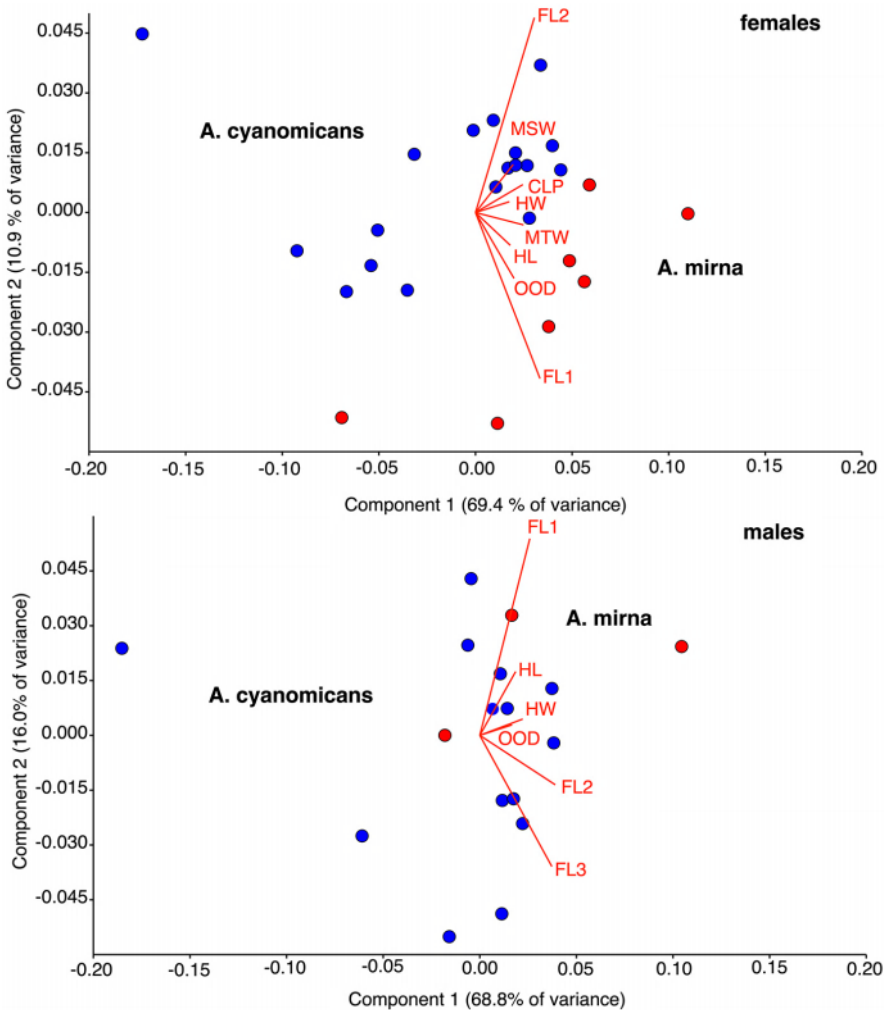 females
FL2
0.045
0.030
A. cyanomicans
MSW
0.015
CLP
HW
0.000
MTW
HL
A. mirna
-0.015
OOD
-0.030
FL1
-0.045
Component 2 (10.9 % of variance)
-0.20 -0.15 -0.10 -0.05 0.00 0.05 0.10 0.15 0.20
Component 1 (69.4 % of variance)
males
FL1
0.045
0.030
A. mirna
0.015
HL
A. cyanomicans
HW
0.000
OOD
-0.015
FL2
-0.030
FL3
-0.045
Component 2 (16.0% of variance)
-0.20 -0.10 -0.05 0.00 0.05 0.10 0.15 0.20
Component 1 (68.8% of variance)